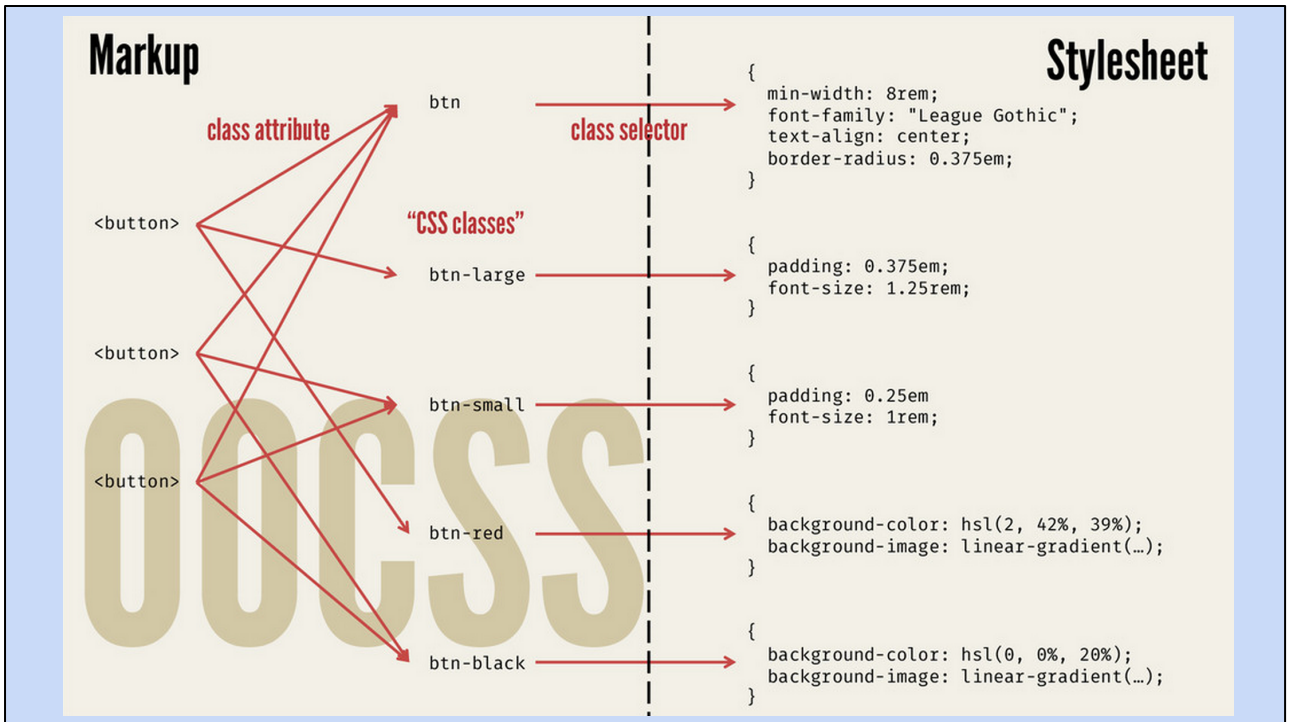 Markup
Stylesheet
class attribute
class selector
"CSS classes"
<button>
<button>
<button>
btn
btn-large
btn-small
btn-red
btn-black
{
min-width: 8rem;
font-family: "League Gothic";
text-align: center;
border-radius: 0.375em;
}
{
padding: 0.375em;
font-size: 1.25rem;
}
{
padding: 0.25em
font-size: 1rem;
}
{
background-color: hsl(2, 42%, 39%);
background-image: linear-gradient(…);
}
{
background-color: hsl(0, 0%, 20%);
background-image: linear-gradient(…);
}
OOCSS